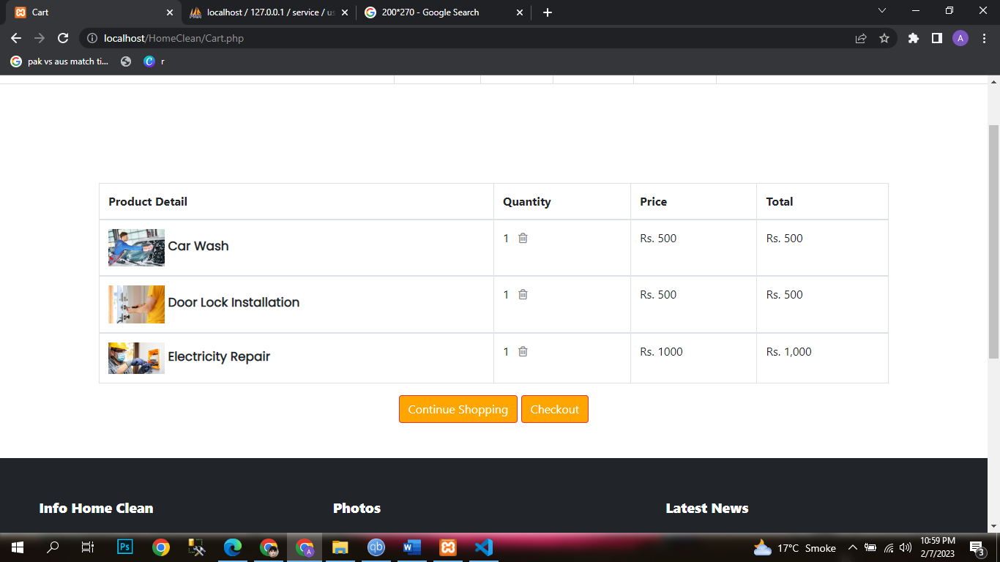 Cart
localhost / 127.0.0.1 / service / us
200*270 - Google Search
localhost/HomeClean/Cart.php
A
pak vs aus match ti...
r
Product Detail Quantity Price Total
Car Wash 1 Rs. 500 Rs. 500
Door Lock Installation 1 Rs. 500 Rs. 500
Electricity Repair 1 Rs. 1000 Rs. 1,000
Continue Shopping Checkout
Info Home Clean Photos Latest News
Ps
A
qb
W
17°C Smoke
10:59 PM
2/7/2023
3